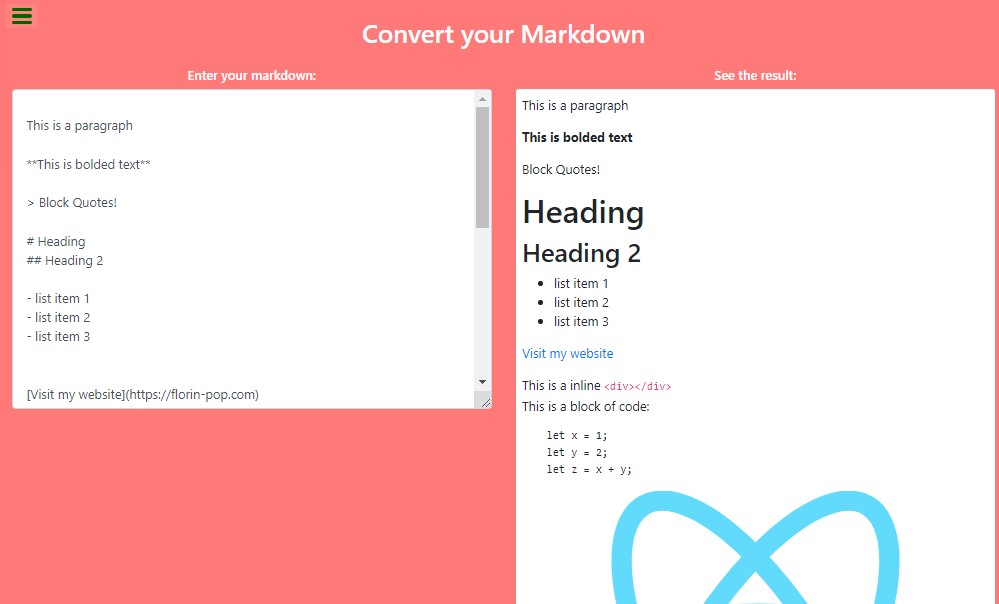 Convert your Markdown
Enter your markdown:
This is a paragraph
**This is bolded text**
> Block Quotes!
# Heading
## Heading 2
- list item 1
- list item 2
- list item 3
[Visit my website](https://florin-pop.com)
See the result:
This is a paragraph
This is bolded text
Block Quotes!
Heading
Heading 2
• list item 1
• list item 2
• list item 3
Visit my website
This is a inline <div></div>
This is a block of code:
let x = 1;
let y = 2;
let z = x + y;